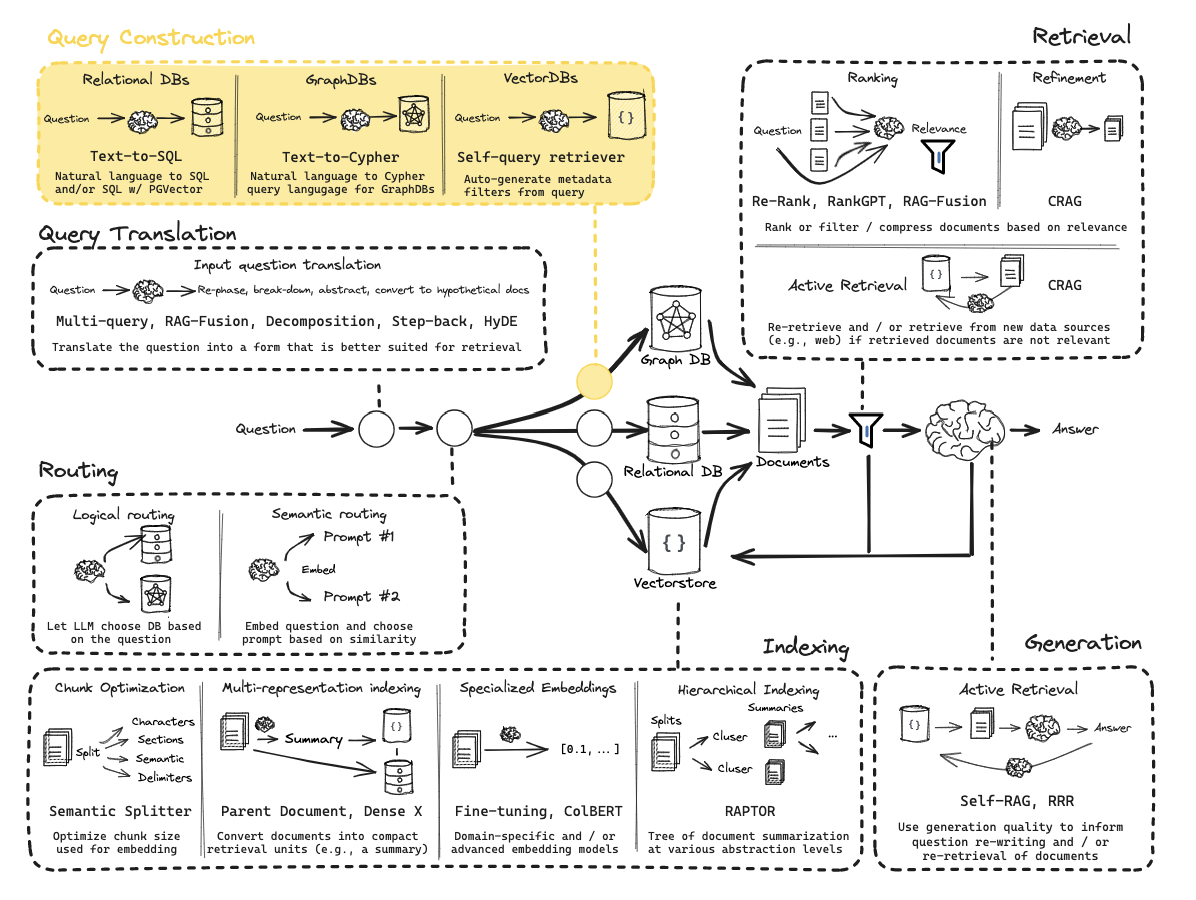 Query Construction
Relational DBs
Question
Text-to-SQL
Natural language to SQL
and/or SQL w/ PGVector
GraphDBs
Question
Text-to-Cypher
Natural language to Cypher
query langugage for GraphDBs
VectorDBs
Question
{ }
Self-query retriever
Auto-generate metadata
filters from query
Retrieval
Ranking
Question
Relevance
Re-Rank, RankGPT, RAG-Fusion
Refinement
CRAG
Rank or filter / compress documents based on relevance
Active Retrieval
{ }
CRAG
Re-retrieve and / or retrieve from new data sources
(e.g., web) if retrieved documents are not relevant
Query Translation
Input question translation
Question
Re-phase, break-down, abstract, convert to hypothetical docs
Multi-query, RAG-Fusion, Decomposition, Step-back, HyDE
Translate the question into a form that is better suited for retrieval
Question
Graph DB
Relational DB
{ }
Vectorstore
Documents
Answer
Routing
Logical routing
Let LLM choose DB based
on the question
Semantic routing
Prompt #1
Embed
Prompt #2
Embed question and choose
prompt based on similarity
Indexing
Chunk Optimization
Split
Characters
Sections
Semantic
Delimiters
Semantic Splitter
Optimize chunk size
used for embedding
Multi-representation indexing
Summary
{ }
Parent Document, Dense X
Convert documents into compact
retrieval units (e.g., a summary)
Specialized Embeddings
[0.1, ... ]
Fine-tuning, ColBERT
Domain-specific and / or
advanced embedding models
Hierarchical Indexing
Summaries
Splits
Cluser
Cluser
...
RAPTOR
Tree of document summarization
at various abstraction levels
Generation
Active Retrieval
{ }
Answer
Self-RAG, RRR
Use generation quality to inform
question re-writing and / or
re-retrieval of documents